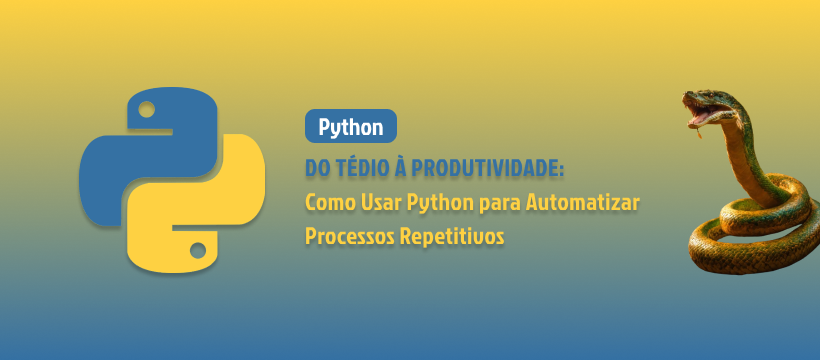 Python
DO TÉDIO À PRODUTIVIDADE:
Como Usar Python para Automatizar
Processos Repetitivos